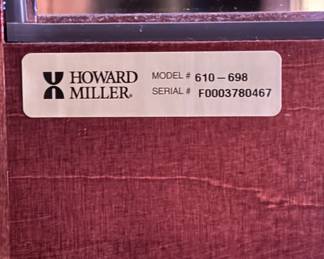 HOWARD
MILLER®
MODEL # 610-698
SERIAL # F0003780467